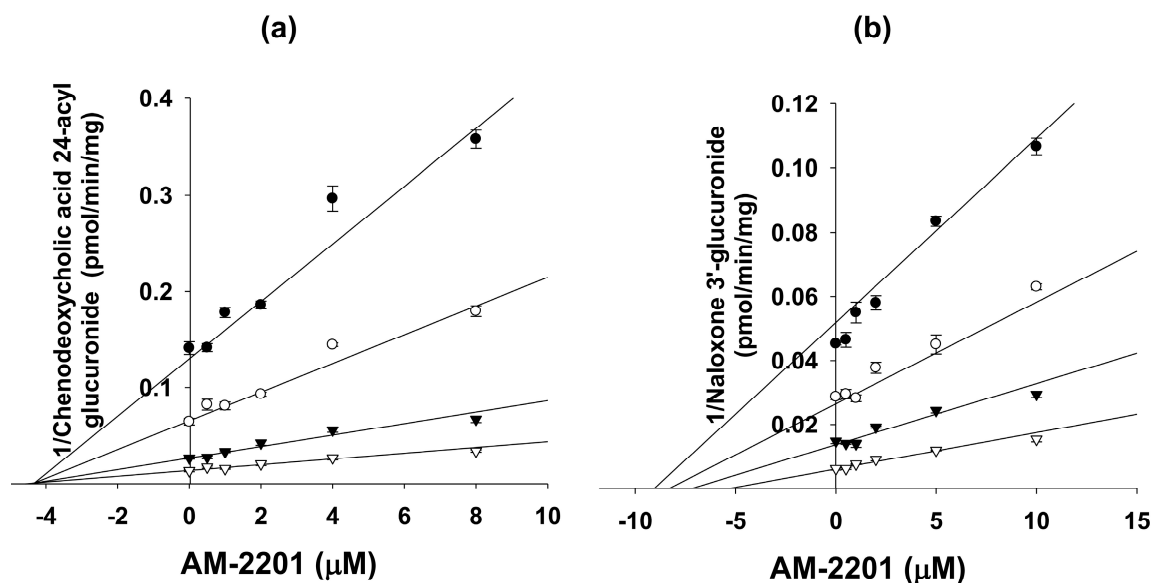 (a)
1/Chenodeoxycholic acid 24-acyl
glucuronide (pmol/min/mg)
0.4
0.3
0.2
0.1
-4 -2 0 2 4 6 8 10
AM-2201 (μM)
(b)
1/Naloxone 3'-glucuronide
(pmol/min/mg)
0.12
0.10
0.08
0.06
0.04
0.02
-10 -5 0 5 10 15
AM-2201 (μM)